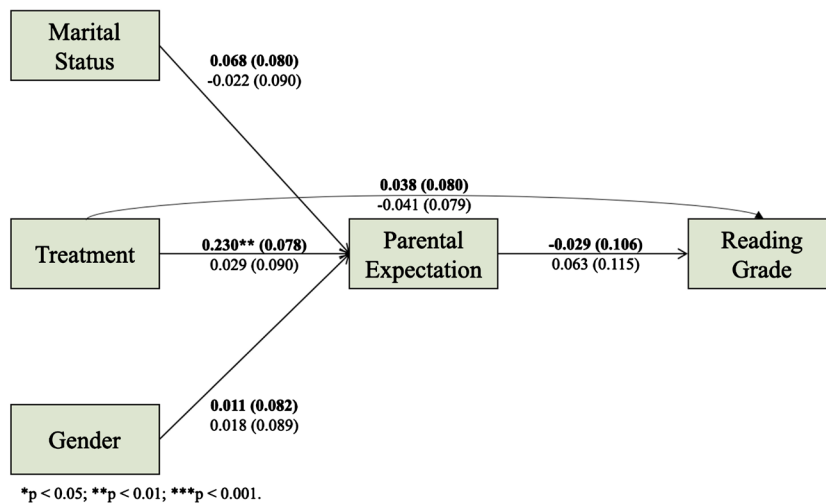 Marital
Status
0.068 (0.080)
-0.022 (0.090)
0.038 (0.080)
-0.041 (0.079)
Treatment
0.230** (0.078)
0.029 (0.090)
Parental
Expectation
-0.029 (0.106)
0.063 (0.115)
Reading
Grade
0.011 (0.082)
0.018 (0.089)
Gender
*p < 0.05; **p < 0.01; ***p < 0.001.